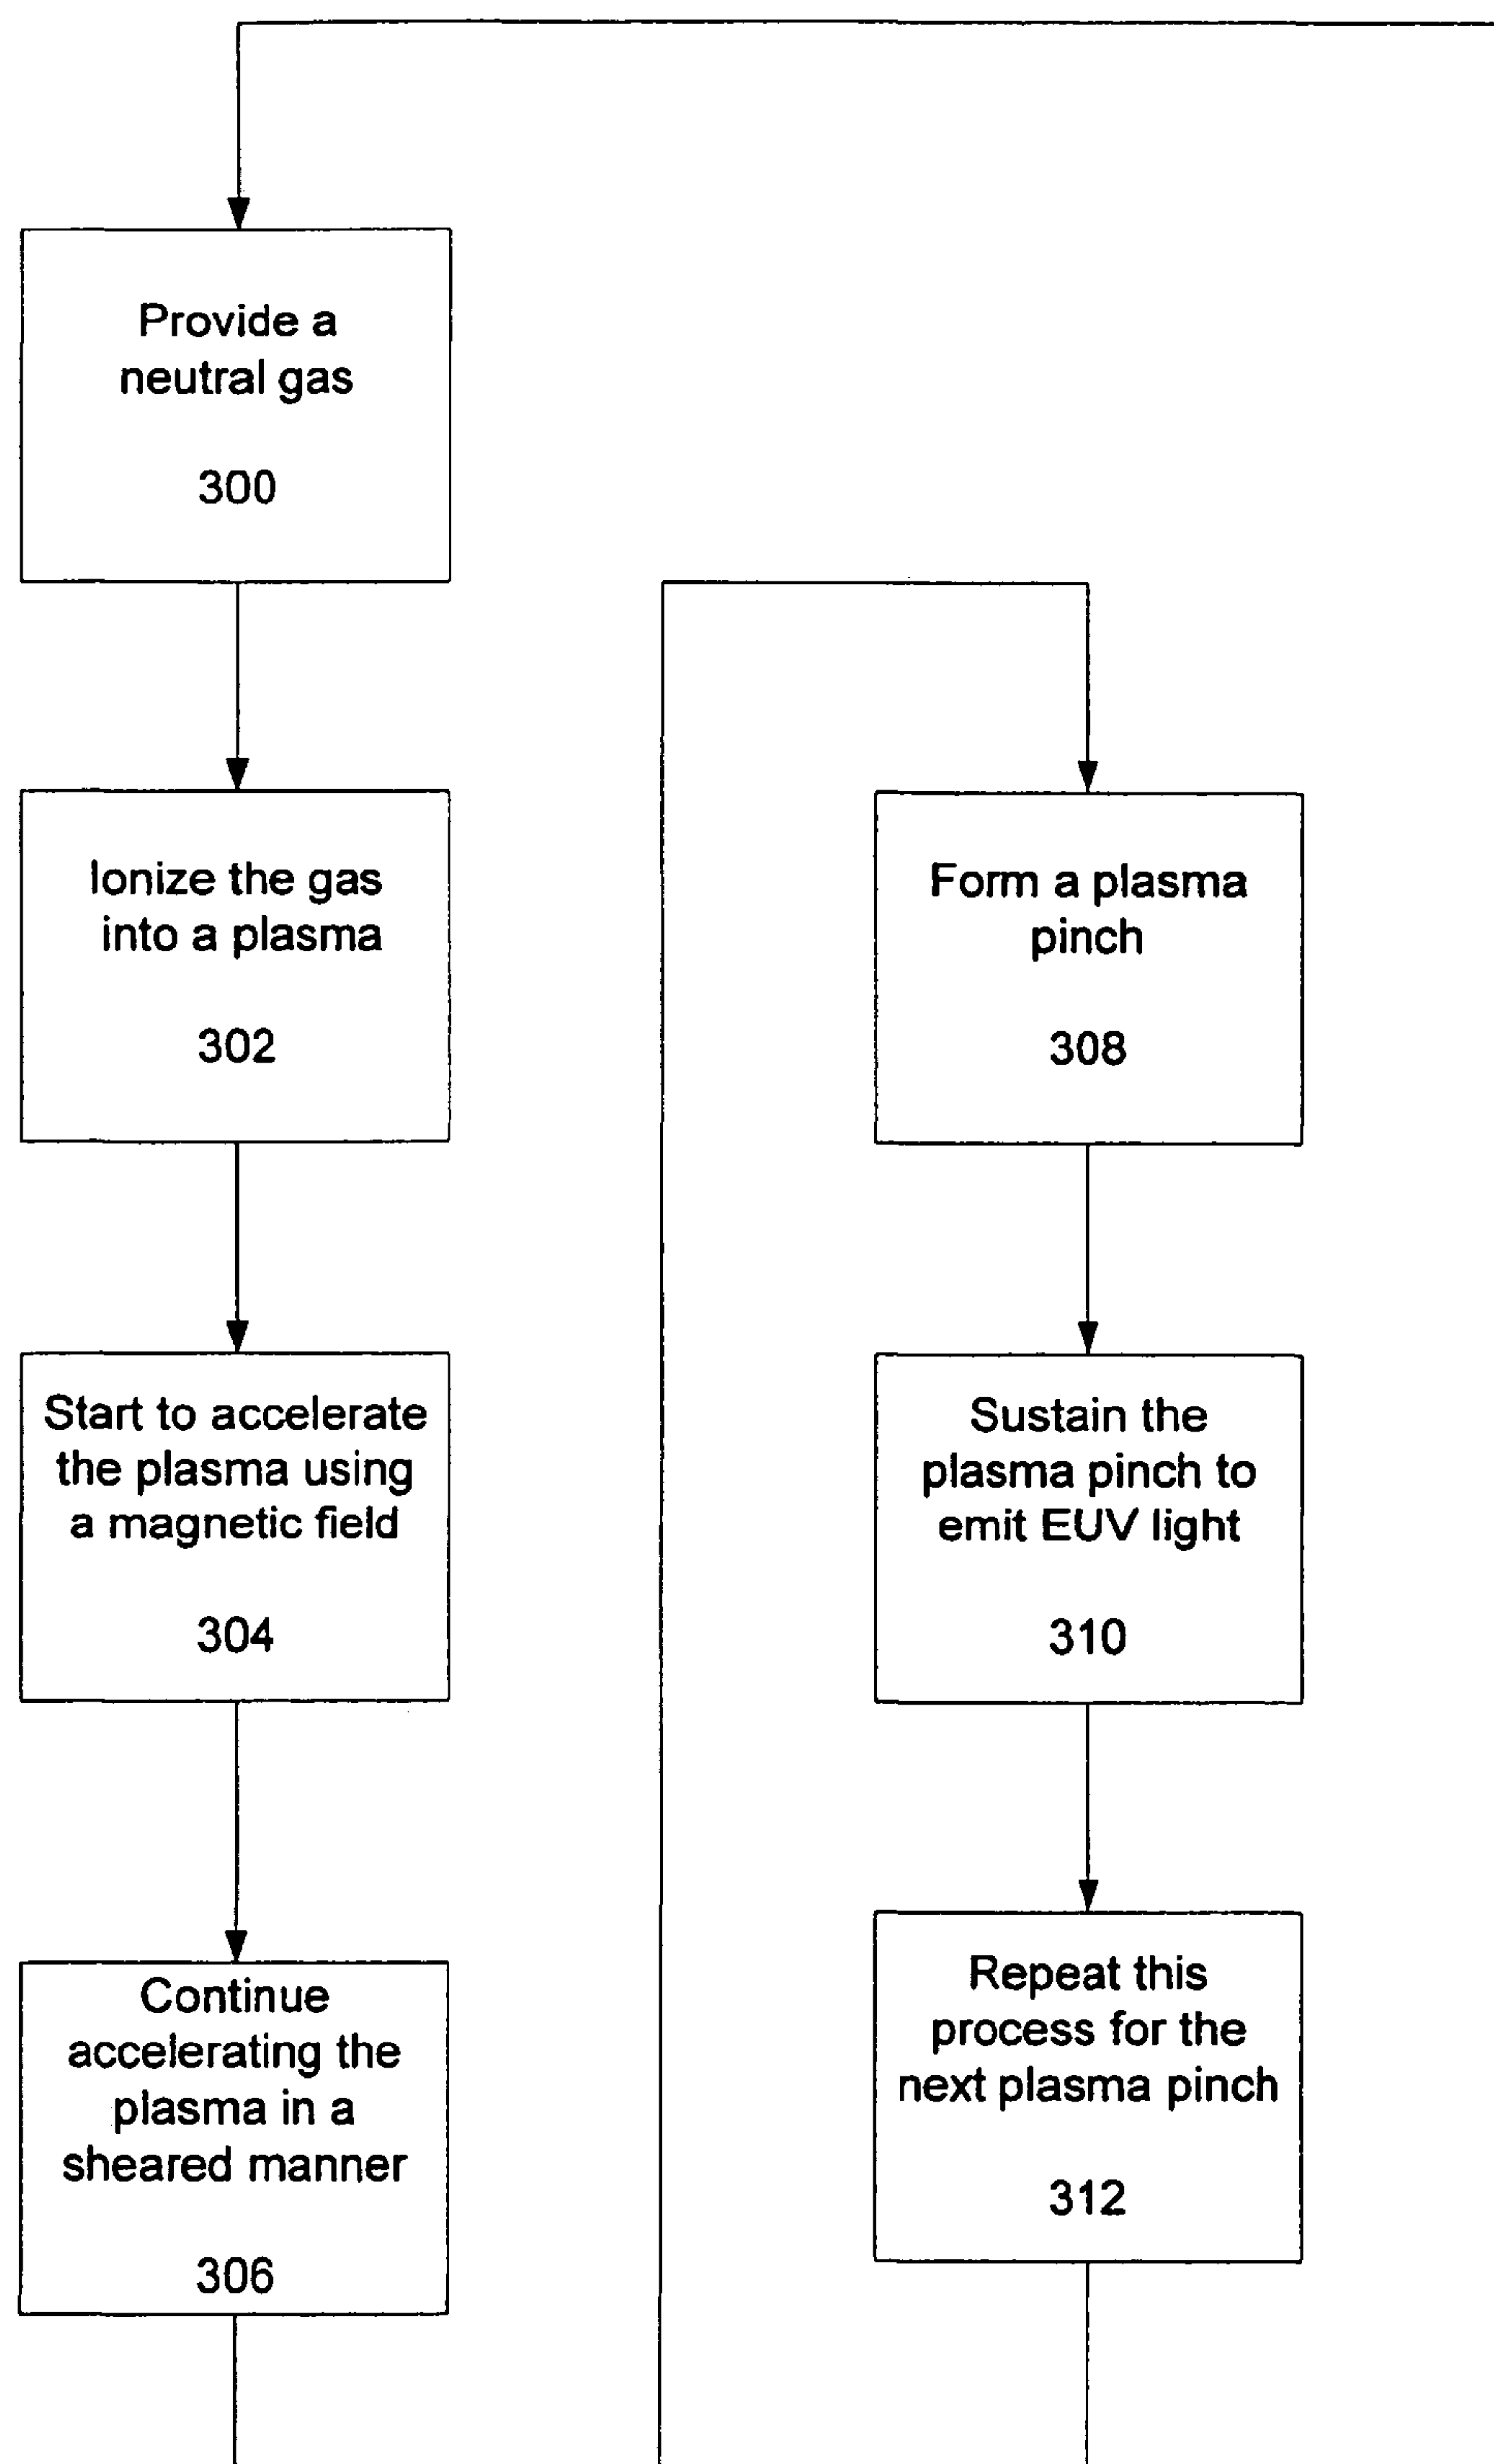 Provide a
neutral gas
300
Ionize the gas
into a plasma
302
Start to accelerate
the plasma using
a magnetic field
304
Continue
accelerating the
plasma in a
sheared manner
306
Form a plasma
pinch
308
Sustain the
plasma pinch to
emit EUV light
310
Repeat this
process for the
next plasma pinch
312